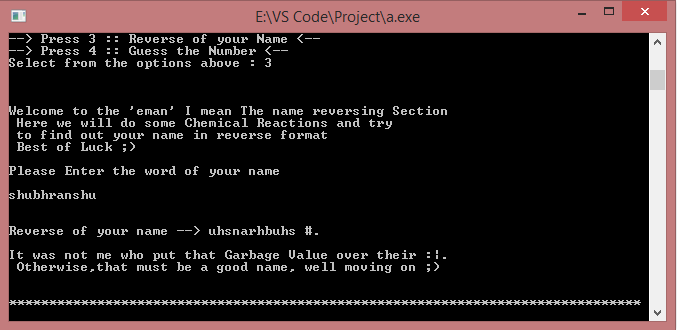 E:\VS Code\Project\a.exe
--> Press 3 :: Reverse of your Name <--
--> Press 4 :: Guess the Number <--
Select from the options above : 3
Welcome to the 'eman' I mean The name reversing Section
Here we will do some Chemical Reactions and try
to find out your name in reverse format
Best of Luck ;)
Please Enter the word of your name
shubhranshu
Reverse of your name --> uhsnarhbuhs #.
It was not me who put that Garbage Value over their :¦.
Otherwise,that must be a good name, well moving on ;)
*******************************************************************************